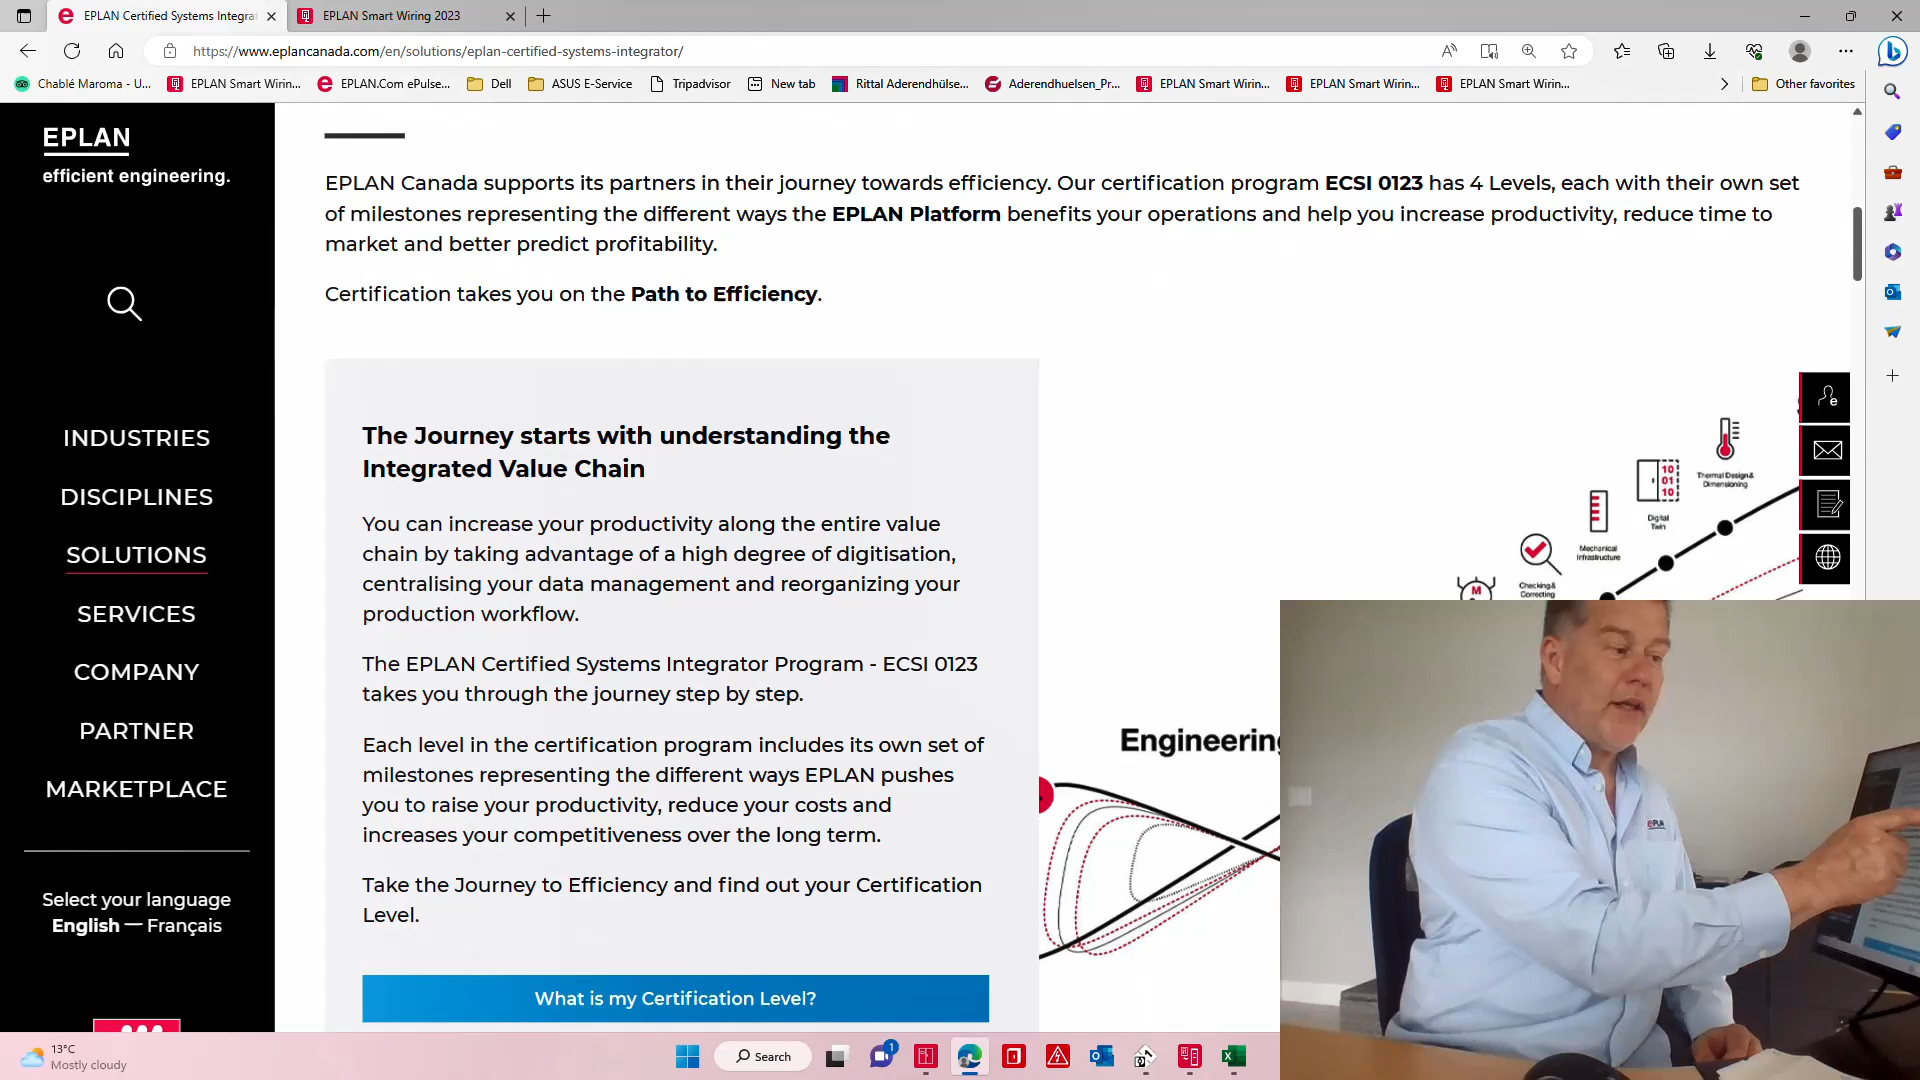 EPLAN Certified Systems Integrat
EPLAN Smart Wiring 2023
https://www.eplancanada.com/en/solutions/eplan-certified-systems-integrator/
Chablé Maroma - U...
EPLAN Smart Wirin...
EPLAN.Com ePulse...
Dell
ASUS E-Service
Tripadvisor
New tab
Rittal Aderendhülse...
Aderendhuelsen_Pr...
EPLAN Smart Wirin...
EPLAN Smart Wirin...
EPLAN Smart Wirin...
Other favorites
EPLAN
efficient engineering.
INDUSTRIES
DISCIPLINES
SOLUTIONS
SERVICES
COMPANY
PARTNER
MARKETPLACE
Select your language
English — Français
EPLAN Canada supports its partners in their journey towards efficiency. Our certification program ECSI 0123 has 4 Levels, each with their own set
of milestones representing the different ways the EPLAN Platform benefits your operations and help you increase productivity, reduce time to
market and better predict profitability.
Certification takes you on the Path to Efficiency.
The Journey starts with understanding the
Integrated Value Chain
You can increase your productivity along the entire value
chain by taking advantage of a high degree of digitisation,
centralising your data management and reorganizing your
production workflow.
The EPLAN Certified Systems Integrator Program - ECSI 0123
takes you through the journey step by step.
Each level in the certification program includes its own set of
milestones representing the different ways EPLAN pushes
you to raise your productivity, reduce your costs and
increases your competitiveness over the long term.
Take the Journey to Efficiency and find out your Certification
Level.
What is my Certification Level?
Thermal Design &
Dimensioning
10
01
10
Digital
Twin
Mechanical
Infrastructure
Checking &
Correcting
M
Engineering
ePLAN
13°C
Mostly cloudy
Search
1